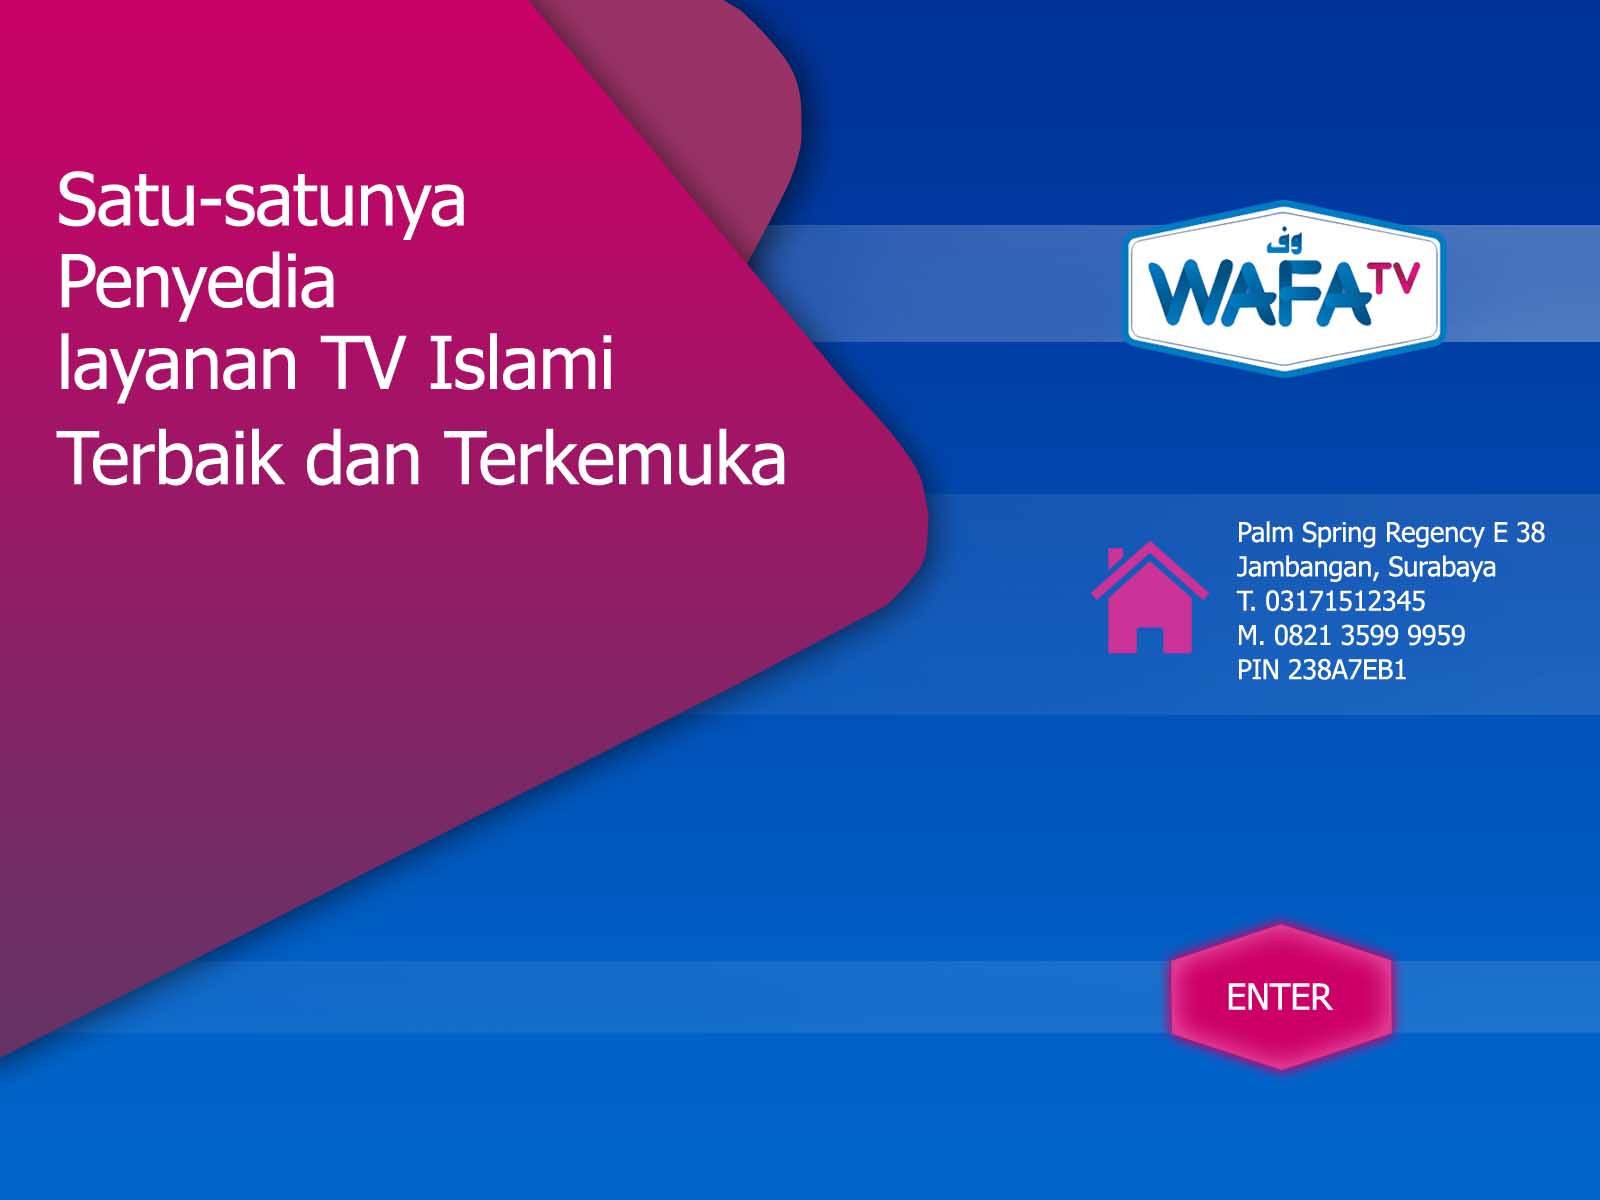 Satu-satunya
Penyedia
layanan TV Islami
Terbaik dan Terkemuka
وف
WAFA TV
Palm Spring Regency E 38
Jambangan, Surabaya
T. 03171512345
M. 0821 3599 9959
PIN 238A7EB1
ENTER